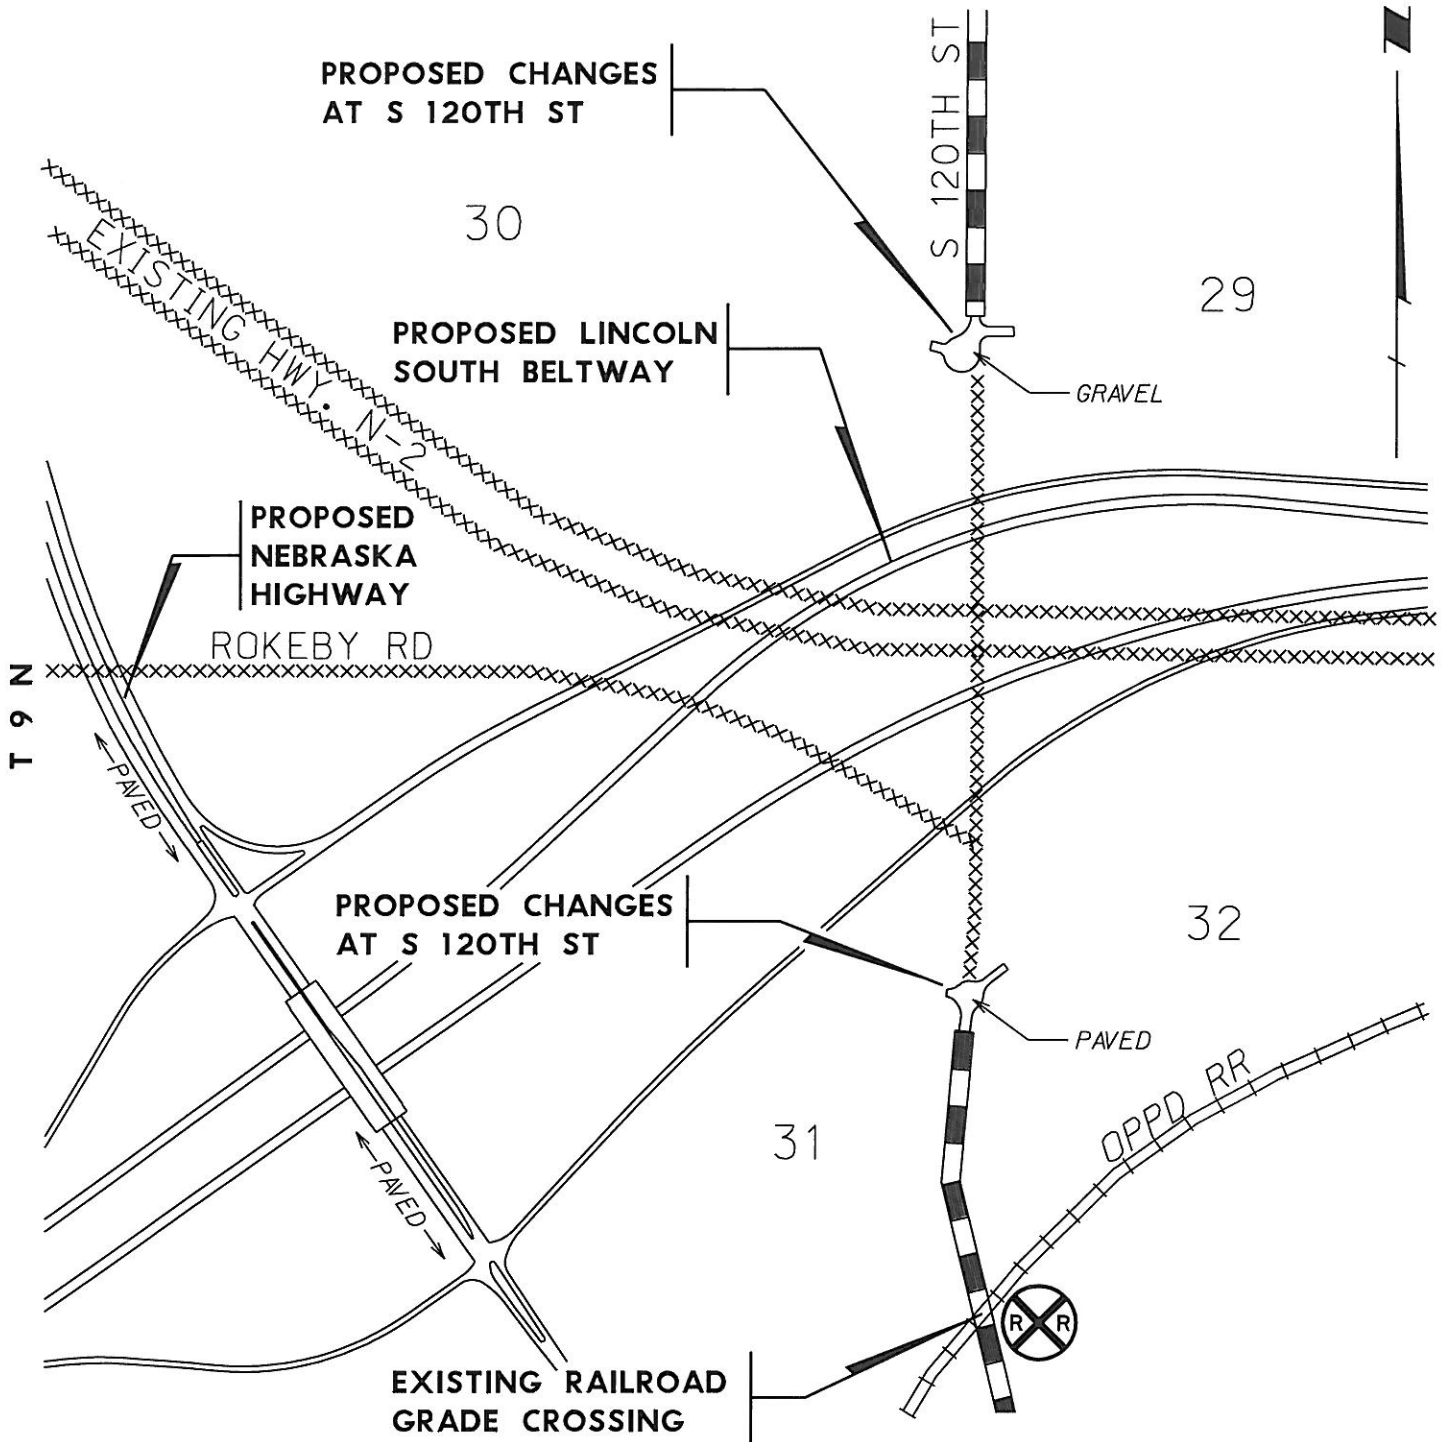 PROPOSED CHANGES
AT S 120TH ST
S 120TH ST
N
30
29
EXISTING HWY. N-2
PROPOSED LINCOLN
SOUTH BELTWAY
GRAVEL
PROPOSED
NEBRASKA
HIGHWAY
ROKEBY RD
T 9 N
PAVED
PROPOSED CHANGES
AT S 120TH ST
32
PAVED
OPPD RR
31
PAVED
R R
EXISTING RAILROAD
GRADE CROSSING